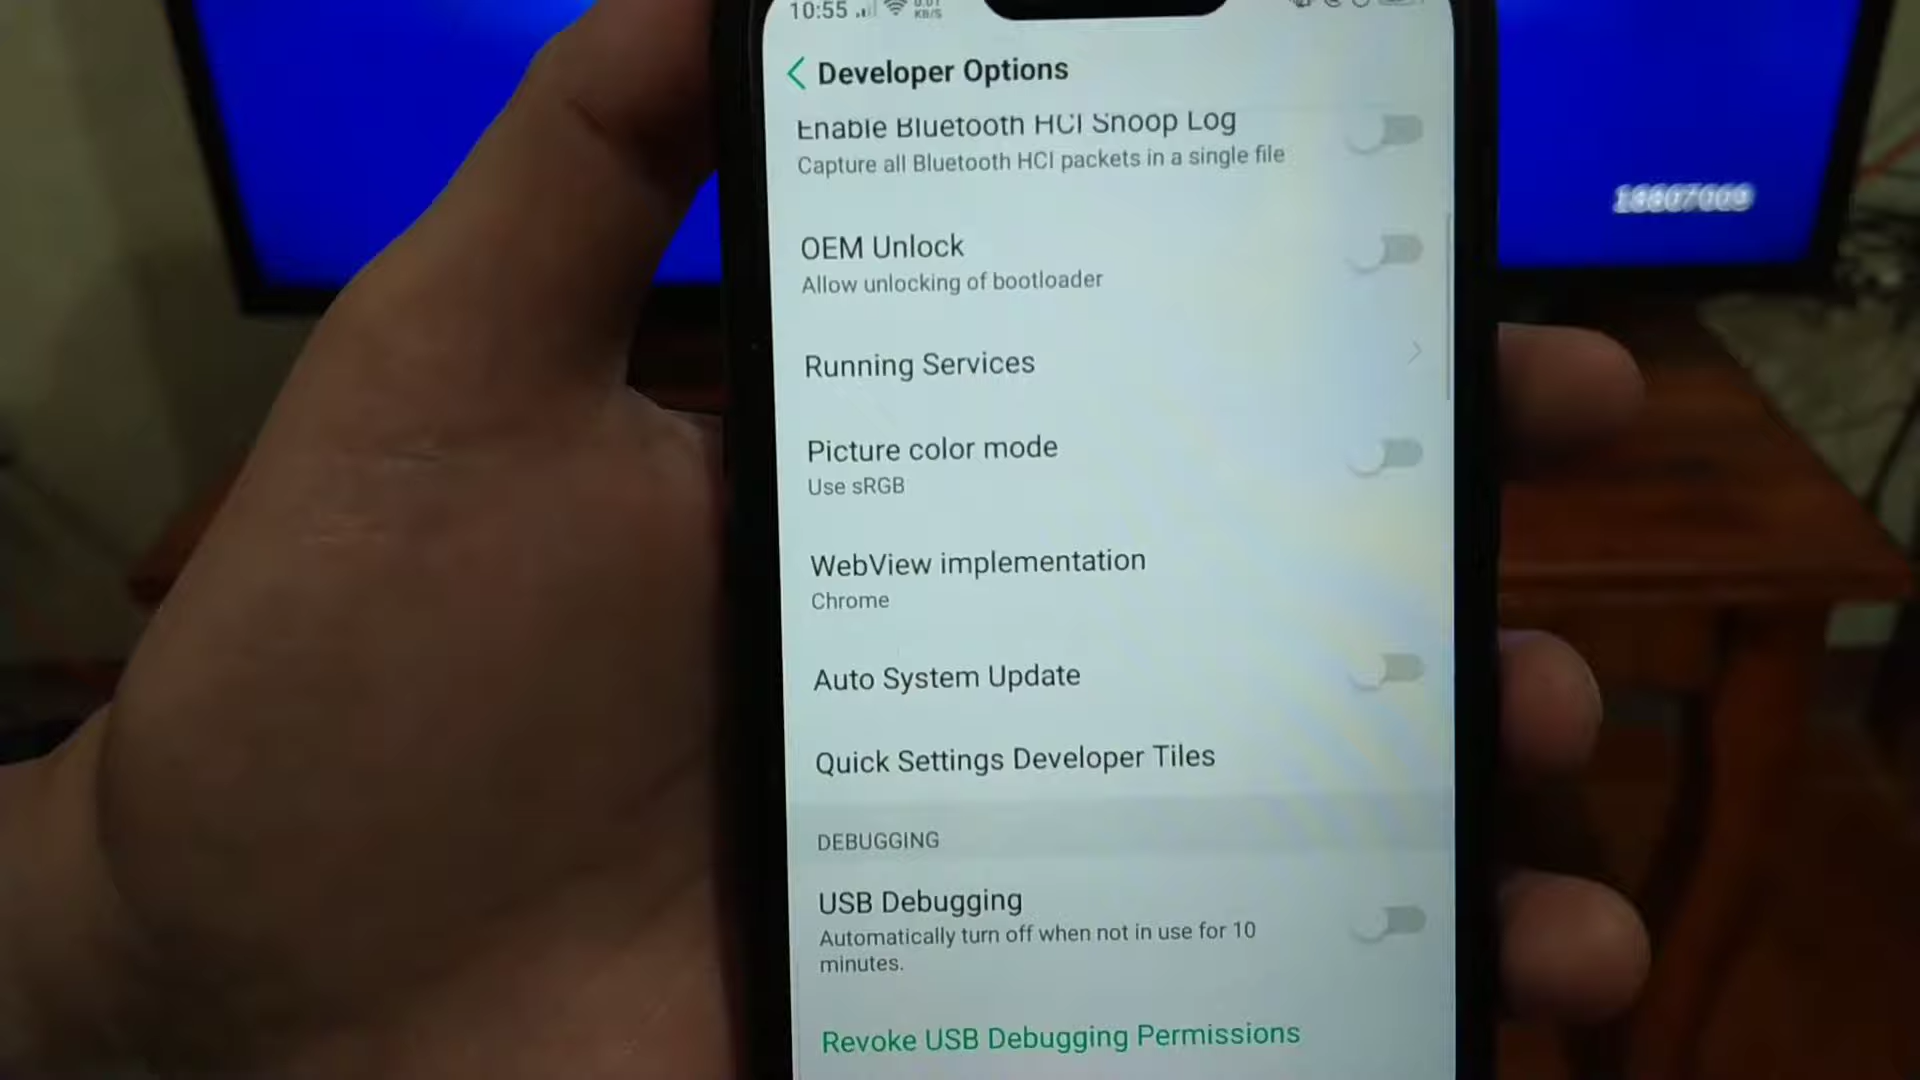 10:55
KB/S
Developer Options
Enable Bluetooth HCI Snoop Log
Capture all Bluetooth HCI packets in a single file
OEM Unlock
Allow unlocking of bootloader
Running Services
Picture color mode
Use sRGB
WebView implementation
Chrome
Auto System Update
Quick Settings Developer Tiles
DEBUGGING
USB Debugging
Automatically turn off when not in use for 10
minutes.
Revoke USB Debugging Permissions